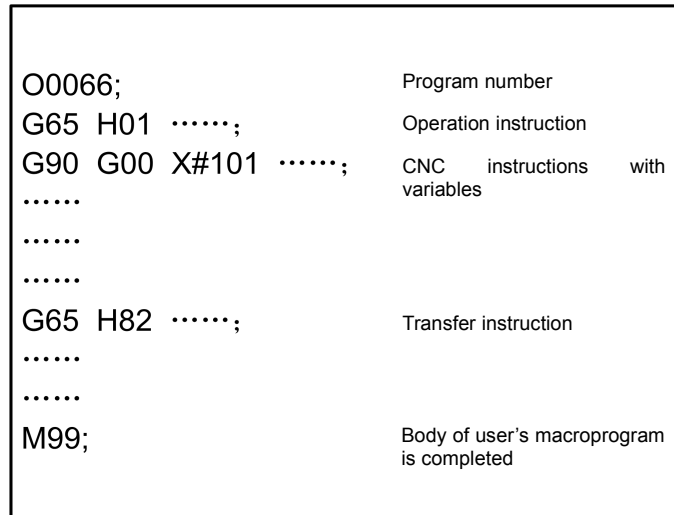 O0066; Program number
G65 H01 ······; Operation instruction
G90 G00 X#101 ······; CNC instructions with
variables
······
······
······
G65 H82 ······; Transfer instruction
······
······
M99; Body of user’s macroprogram
is completed